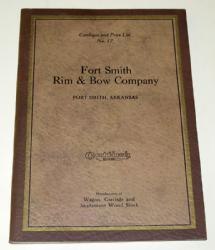 Catalogue and Price List
No. 17
Fort Smith
Rim & Bow Company
FORT SMITH, ARKANSAS
Manufacturers of
Wagon, Carriage and
Implement Wood Stock